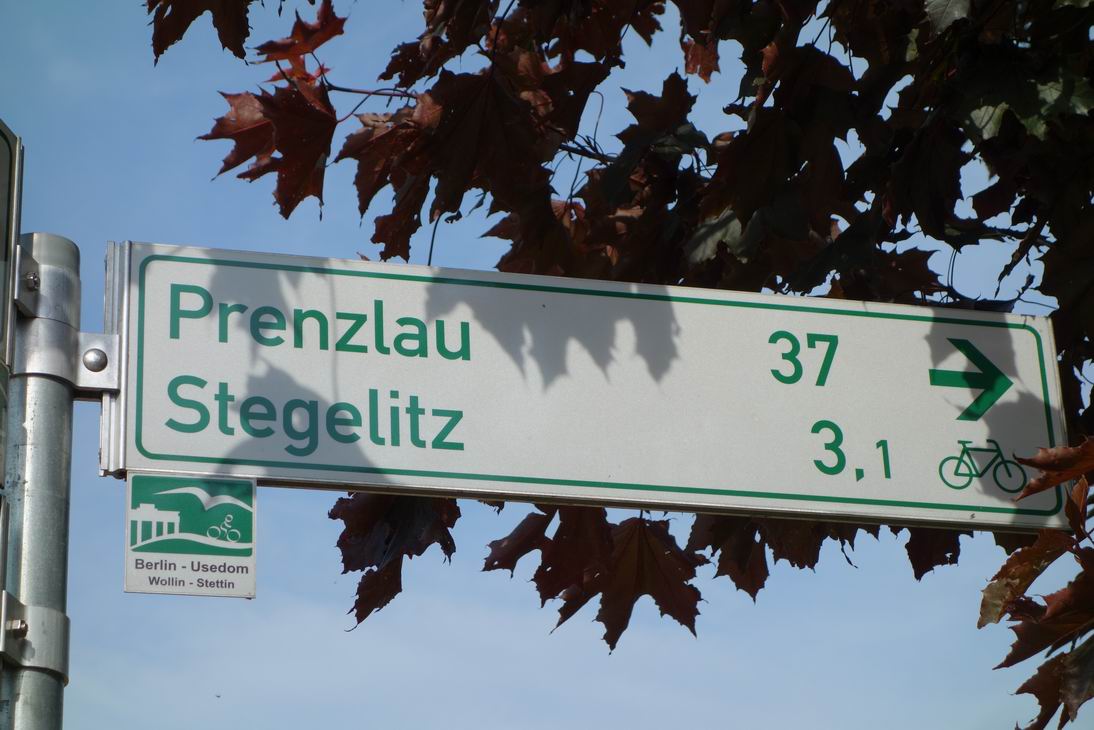 Prenzlau 37
Stegelitz 3,1
Berlin - Usedom
Wollin - Stettin